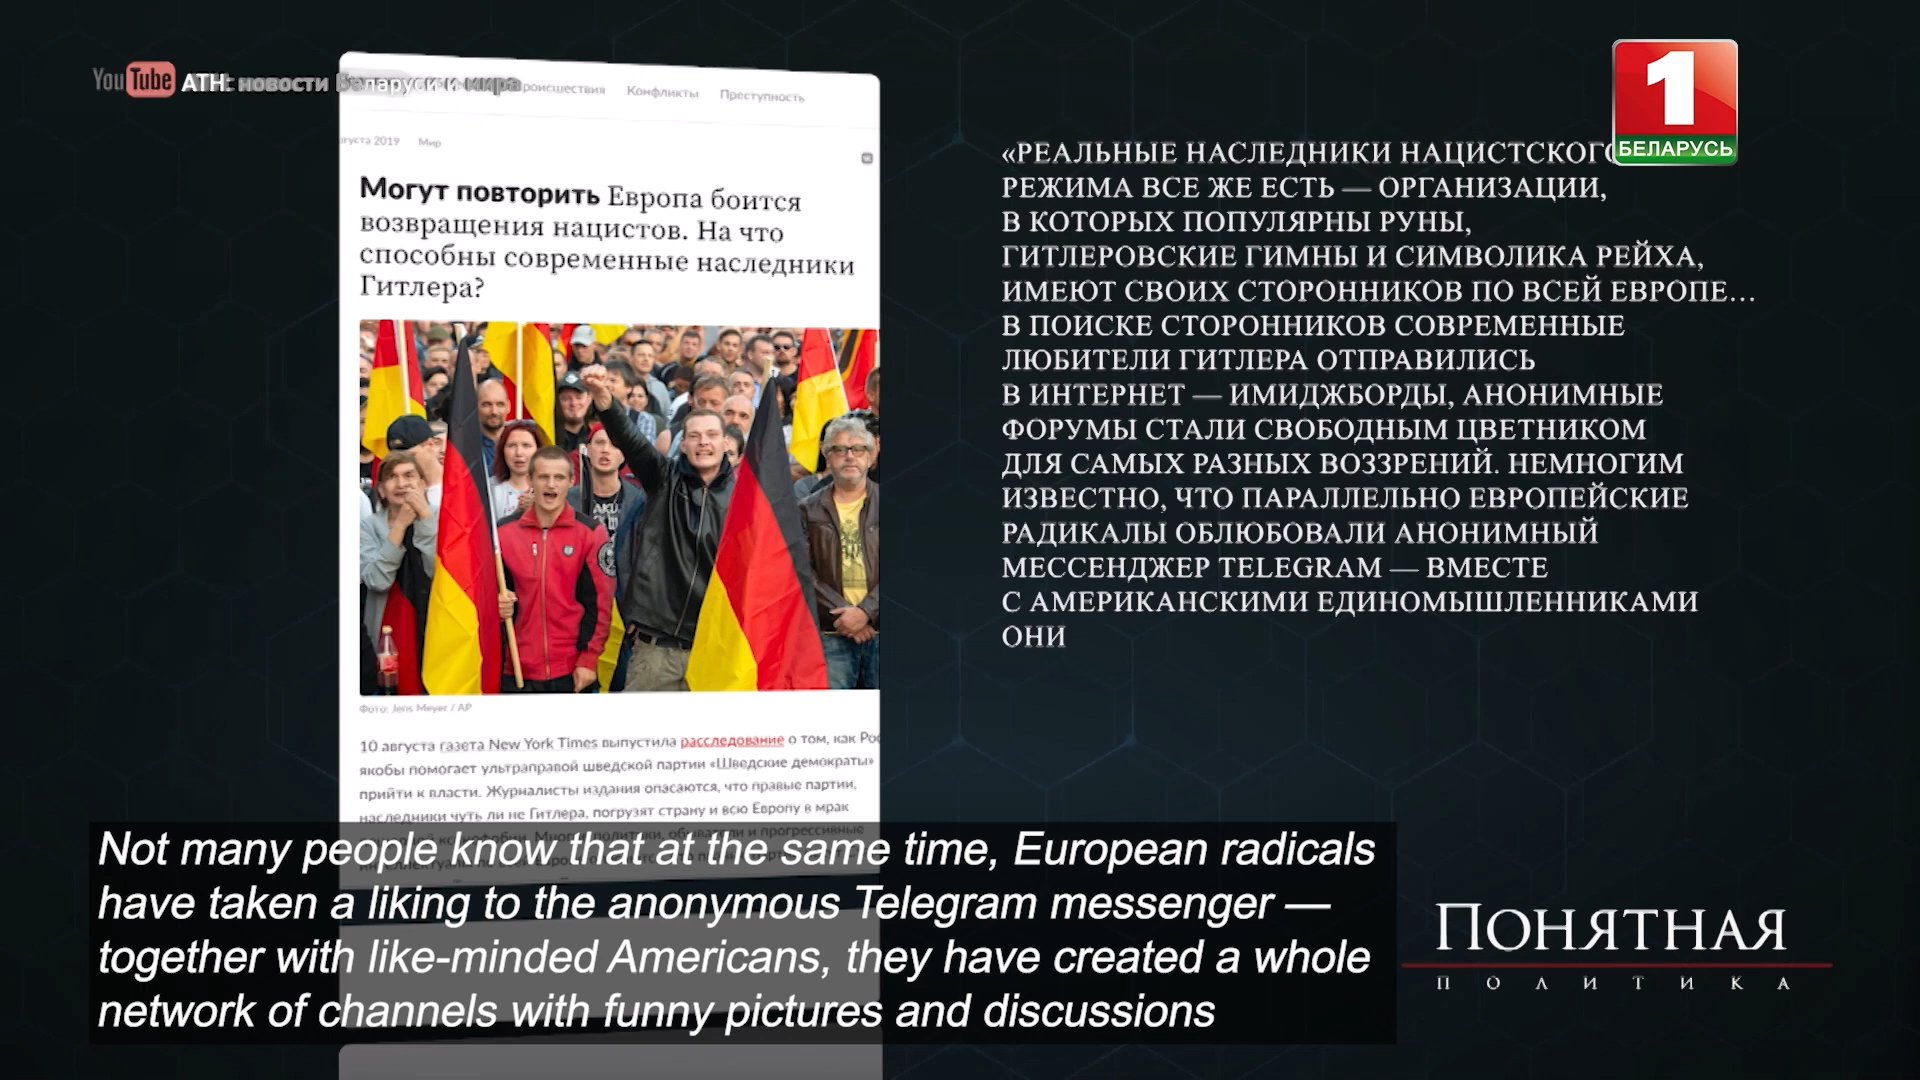 YouTube АТН: новости Беларуси и мира
1
БЕЛАРУСЬ
Конфликты Преступность
2019 Мир
Могут повторить Европа боится
возвращения нацистов. На что
способны современные наследники
Гитлера?
Фото: Jens Meyer / AP
10 августа газета New York Times выпустила расследование о том, как
якобы помогает ультраправой шведской партии «Шведские демократы»
прийти к власти. Журналисты издания опасаются, что правые партии,
наследники чуть ли не Гитлера, погрузят страну и всю Европу в мрак
«РЕАЛЬНЫЕ НАСЛЕДНИКИ НАЦИСТСКОГО
РЕЖИМА ВСЕ ЖЕ ЕСТЬ — ОРГАНИЗАЦИИ,
В КОТОРЫХ ПОПУЛЯРНЫ РУНЫ,
ГИТЛЕРОВСКИЕ ГИМНЫ И СИМВОЛИКА РЕЙХА,
ИМЕЮТ СВОИХ СТОРОННИКОВ ПО ВСЕЙ ЕВРОПЕ...
В ПОИСКЕ СТОРОННИКОВ СОВРЕМЕННЫЕ
ЛЮБИТЕЛИ ГИТЛЕРА ОТПРАВИЛИСЬ
В ИНТЕРНЕТ — ИМИДЖБОРДЫ, АНОНИМНЫЕ
ФОРУМЫ СТАЛИ СВОБОДНЫМ ЦВЕТНИКОМ
ДЛЯ САМЫХ РАЗНЫХ ВОЗЗРЕНИЙ. НЕМНОГИМ
ИЗВЕСТНО, ЧТО ПАРАЛЛЕЛЬНО ЕВРОПЕЙСКИЕ
РАДИКАЛЫ ОБЛЮБОВАЛИ АНОНИМНЫЙ
МЕССЕНДЖЕР TELEGRAM — ВМЕСТЕ
С АМЕРИКАНСКИМИ ЕДИНОМЫШЛЕННИКАМИ
ОНИ
Not many people know that at the same time, European radicals
have taken a liking to the anonymous Telegram messenger —
together with like-minded Americans, they have created a whole
network of channels with funny pictures and discussions
ПОНЯТНАЯ
ПОЛИТИКА